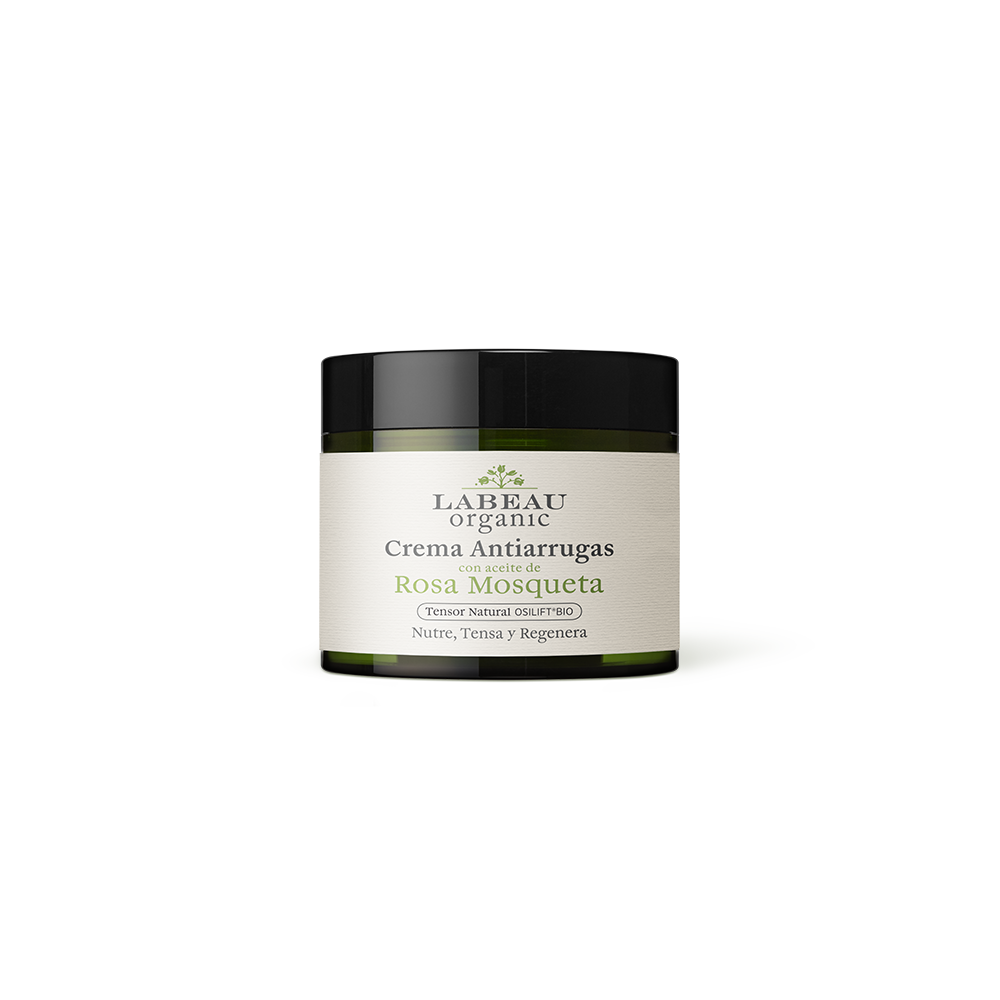 LABEAU
organic
Crema Antiarrugas
con aceite de
Rosa Mosqueta
Tensor Natural OSILIFT®BIO
Nutre, Tensa y Regenera